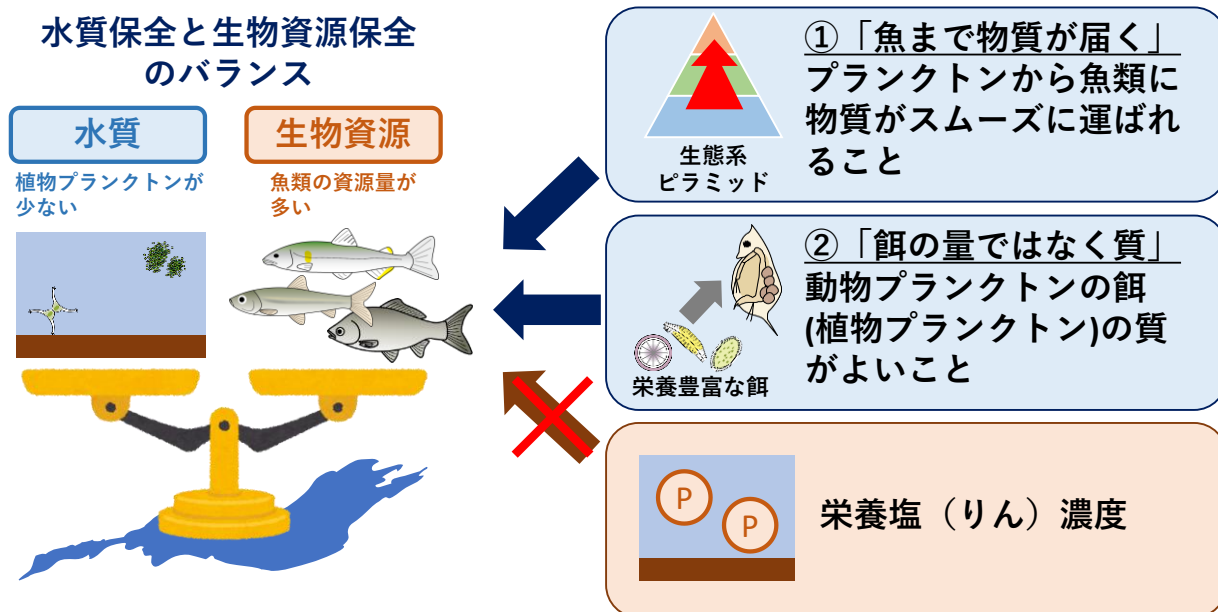 水質保全と生物資源保全
のバランス
水質
生物資源
植物プランクトンが
少ない
魚類の資源量が
多い
生態系
ピラミッド
①「魚まで物質が届く」
プランクトンから魚類に
物質がスムーズに運ばれ
ること
栄養豊富な餌
②「餌の量ではなく質」
動物プランクトンの餌
(植物プランクトン)の質
がよいこと
P
P
栄養塩（りん）濃度